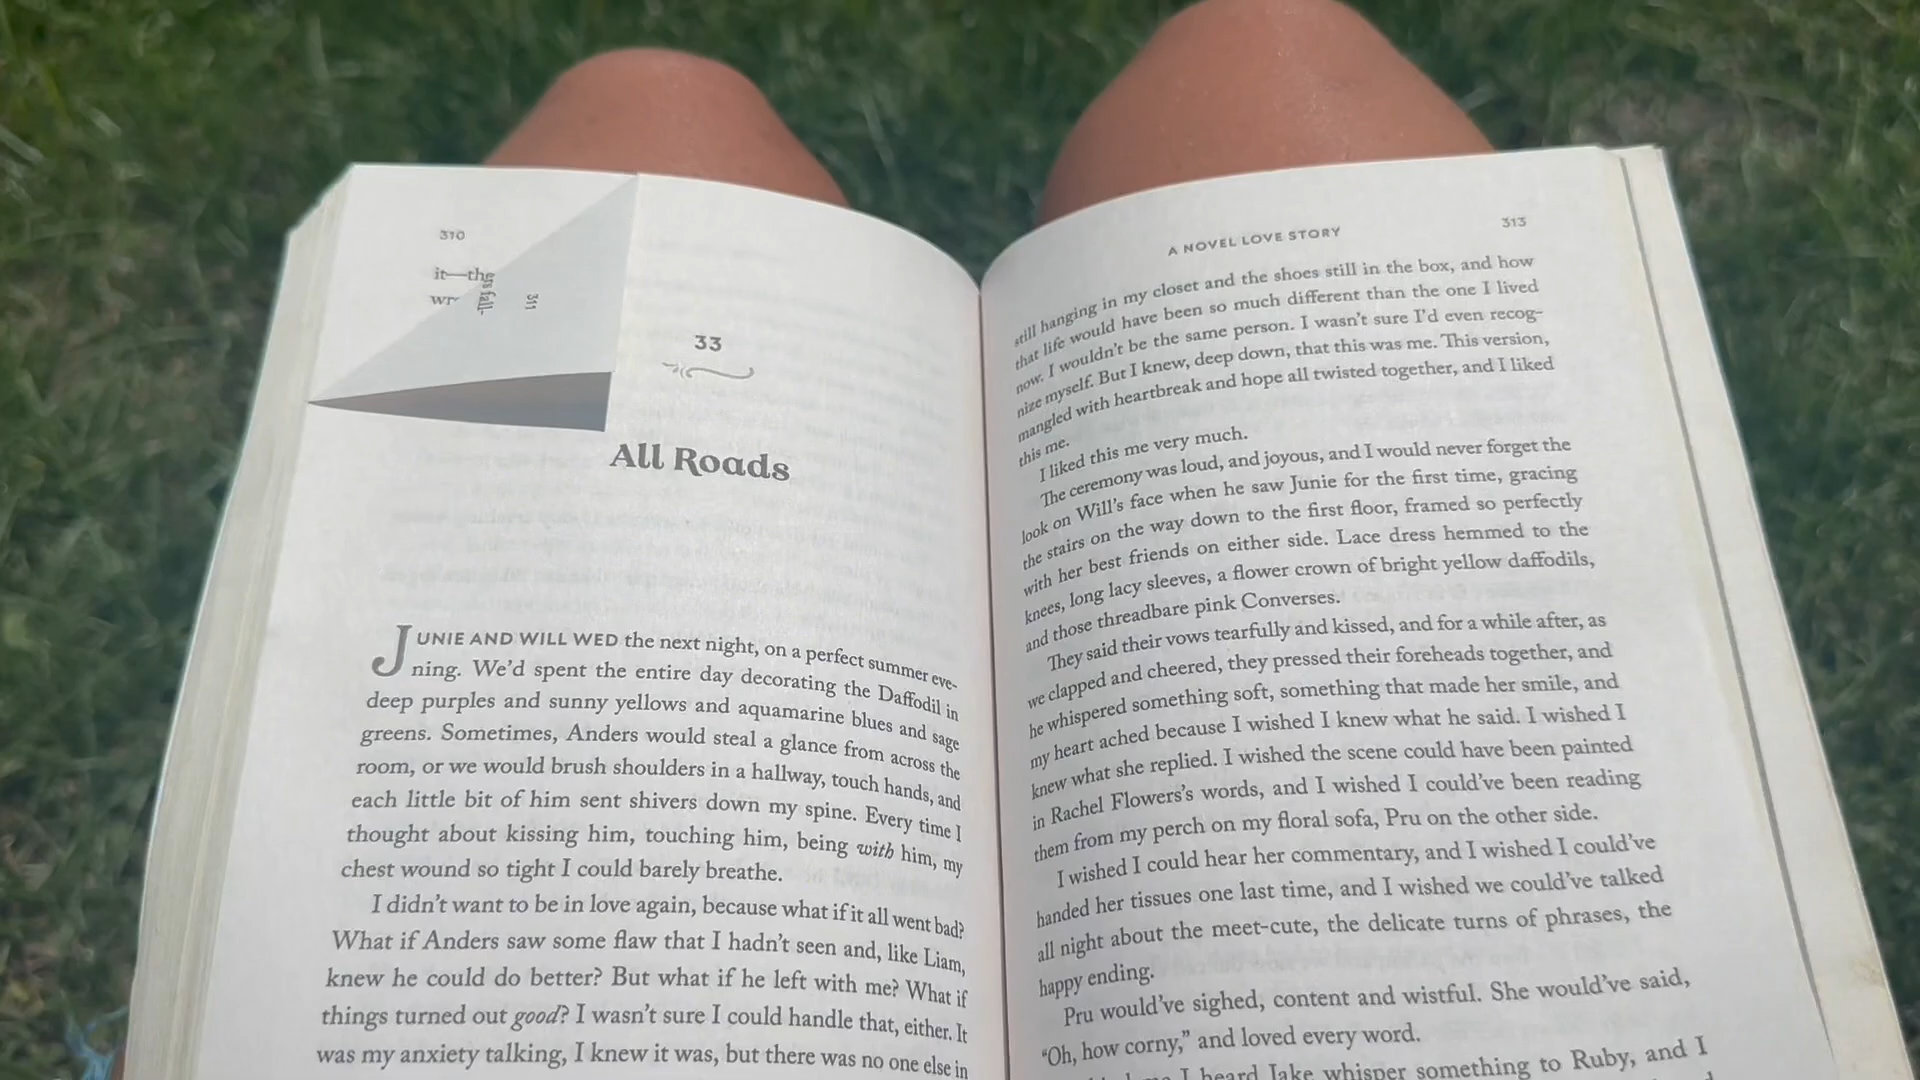 310
it—the
wr
s fall-
311
33
All Roads
JUNIE AND WILL WED the next night, on a perfect summer eve-
ning. We'd spent the entire day decorating the Daffodil in
deep purples and sunny yellows and aquamarine blues and sage
greens. Sometimes, Anders would steal a glance from across the
room, or we would brush shoulders in a hallway, touch hands, and
each little bit of him sent shivers down my spine. Every time I
thought about kissing him, touching him, being with him, my
chest wound so tight I could barely breathe.
I didn't want to be in love again, because what if it all went bad?
What if Anders saw some flaw that I hadn't seen and, like Liam,
knew he could do better? But what if he left with me? What if
things turned out good? I wasn't sure I could handle that, either. It
was my anxiety talking, I knew it was, but there was no one else in
A NOVEL LOVE STORY
313
still hanging in my closet and the shoes still in the box, and how
that life would have been so much different than the one I lived
now. I wouldn't be the same person. I wasn't sure I'd even recog-
nize myself. But I knew, deep down, that this was me. This version,
mangled with heartbreak and hope all twisted together, and I liked
this me.
I liked this me very much.
The ceremony was loud, and joyous, and I would never forget the
look on Will's face when he saw Junie for the first time, gracing
the stairs on the way down to the first floor, framed so perfectly
with her best friends on either side. Lace dress hemmed to the
knees, long lacy sleeves, a flower crown of bright yellow daffodils,
and those threadbare pink Converses.
They said their vows tearfully and kissed, and for a while after, as
we clapped and cheered, they pressed their foreheads together, and
he whispered something soft, something that made her smile, and
my heart ached because I wished I knew what he said. I wished I
knew what she replied. I wished the scene could have been painted
in Rachel Flowers's words, and I wished I could've been reading
them from my perch on my floral sofa, Pru on the other side.
I wished I could hear her commentary, and I wished I could've
handed her tissues one last time, and I wished we could've talked
all night about the meet-cute, the delicate turns of phrases, the
happy ending.
Pru would've sighed, content and wistful. She would've said,
"Oh, how corny," and loved every word.
I heard Jake whisper something to Ruby, and I